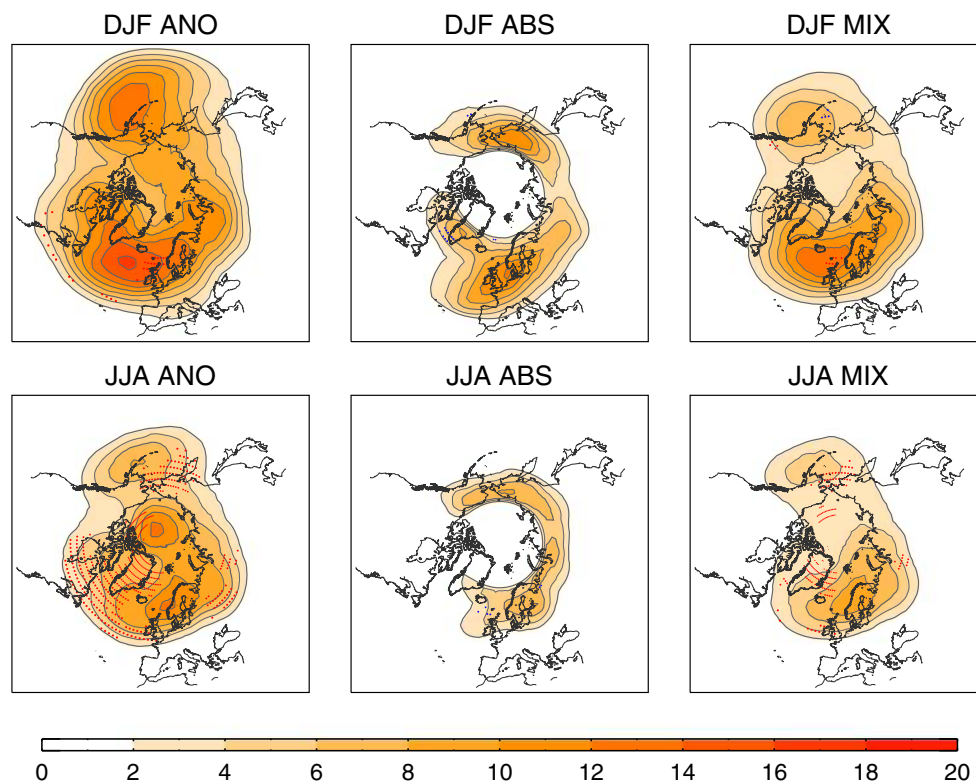 DJF ANO
DJF ABS
DJF MIX
JJA ANO
JJA ABS
JJA MIX
0 2 4 6 8 10 12 14 16 18 20